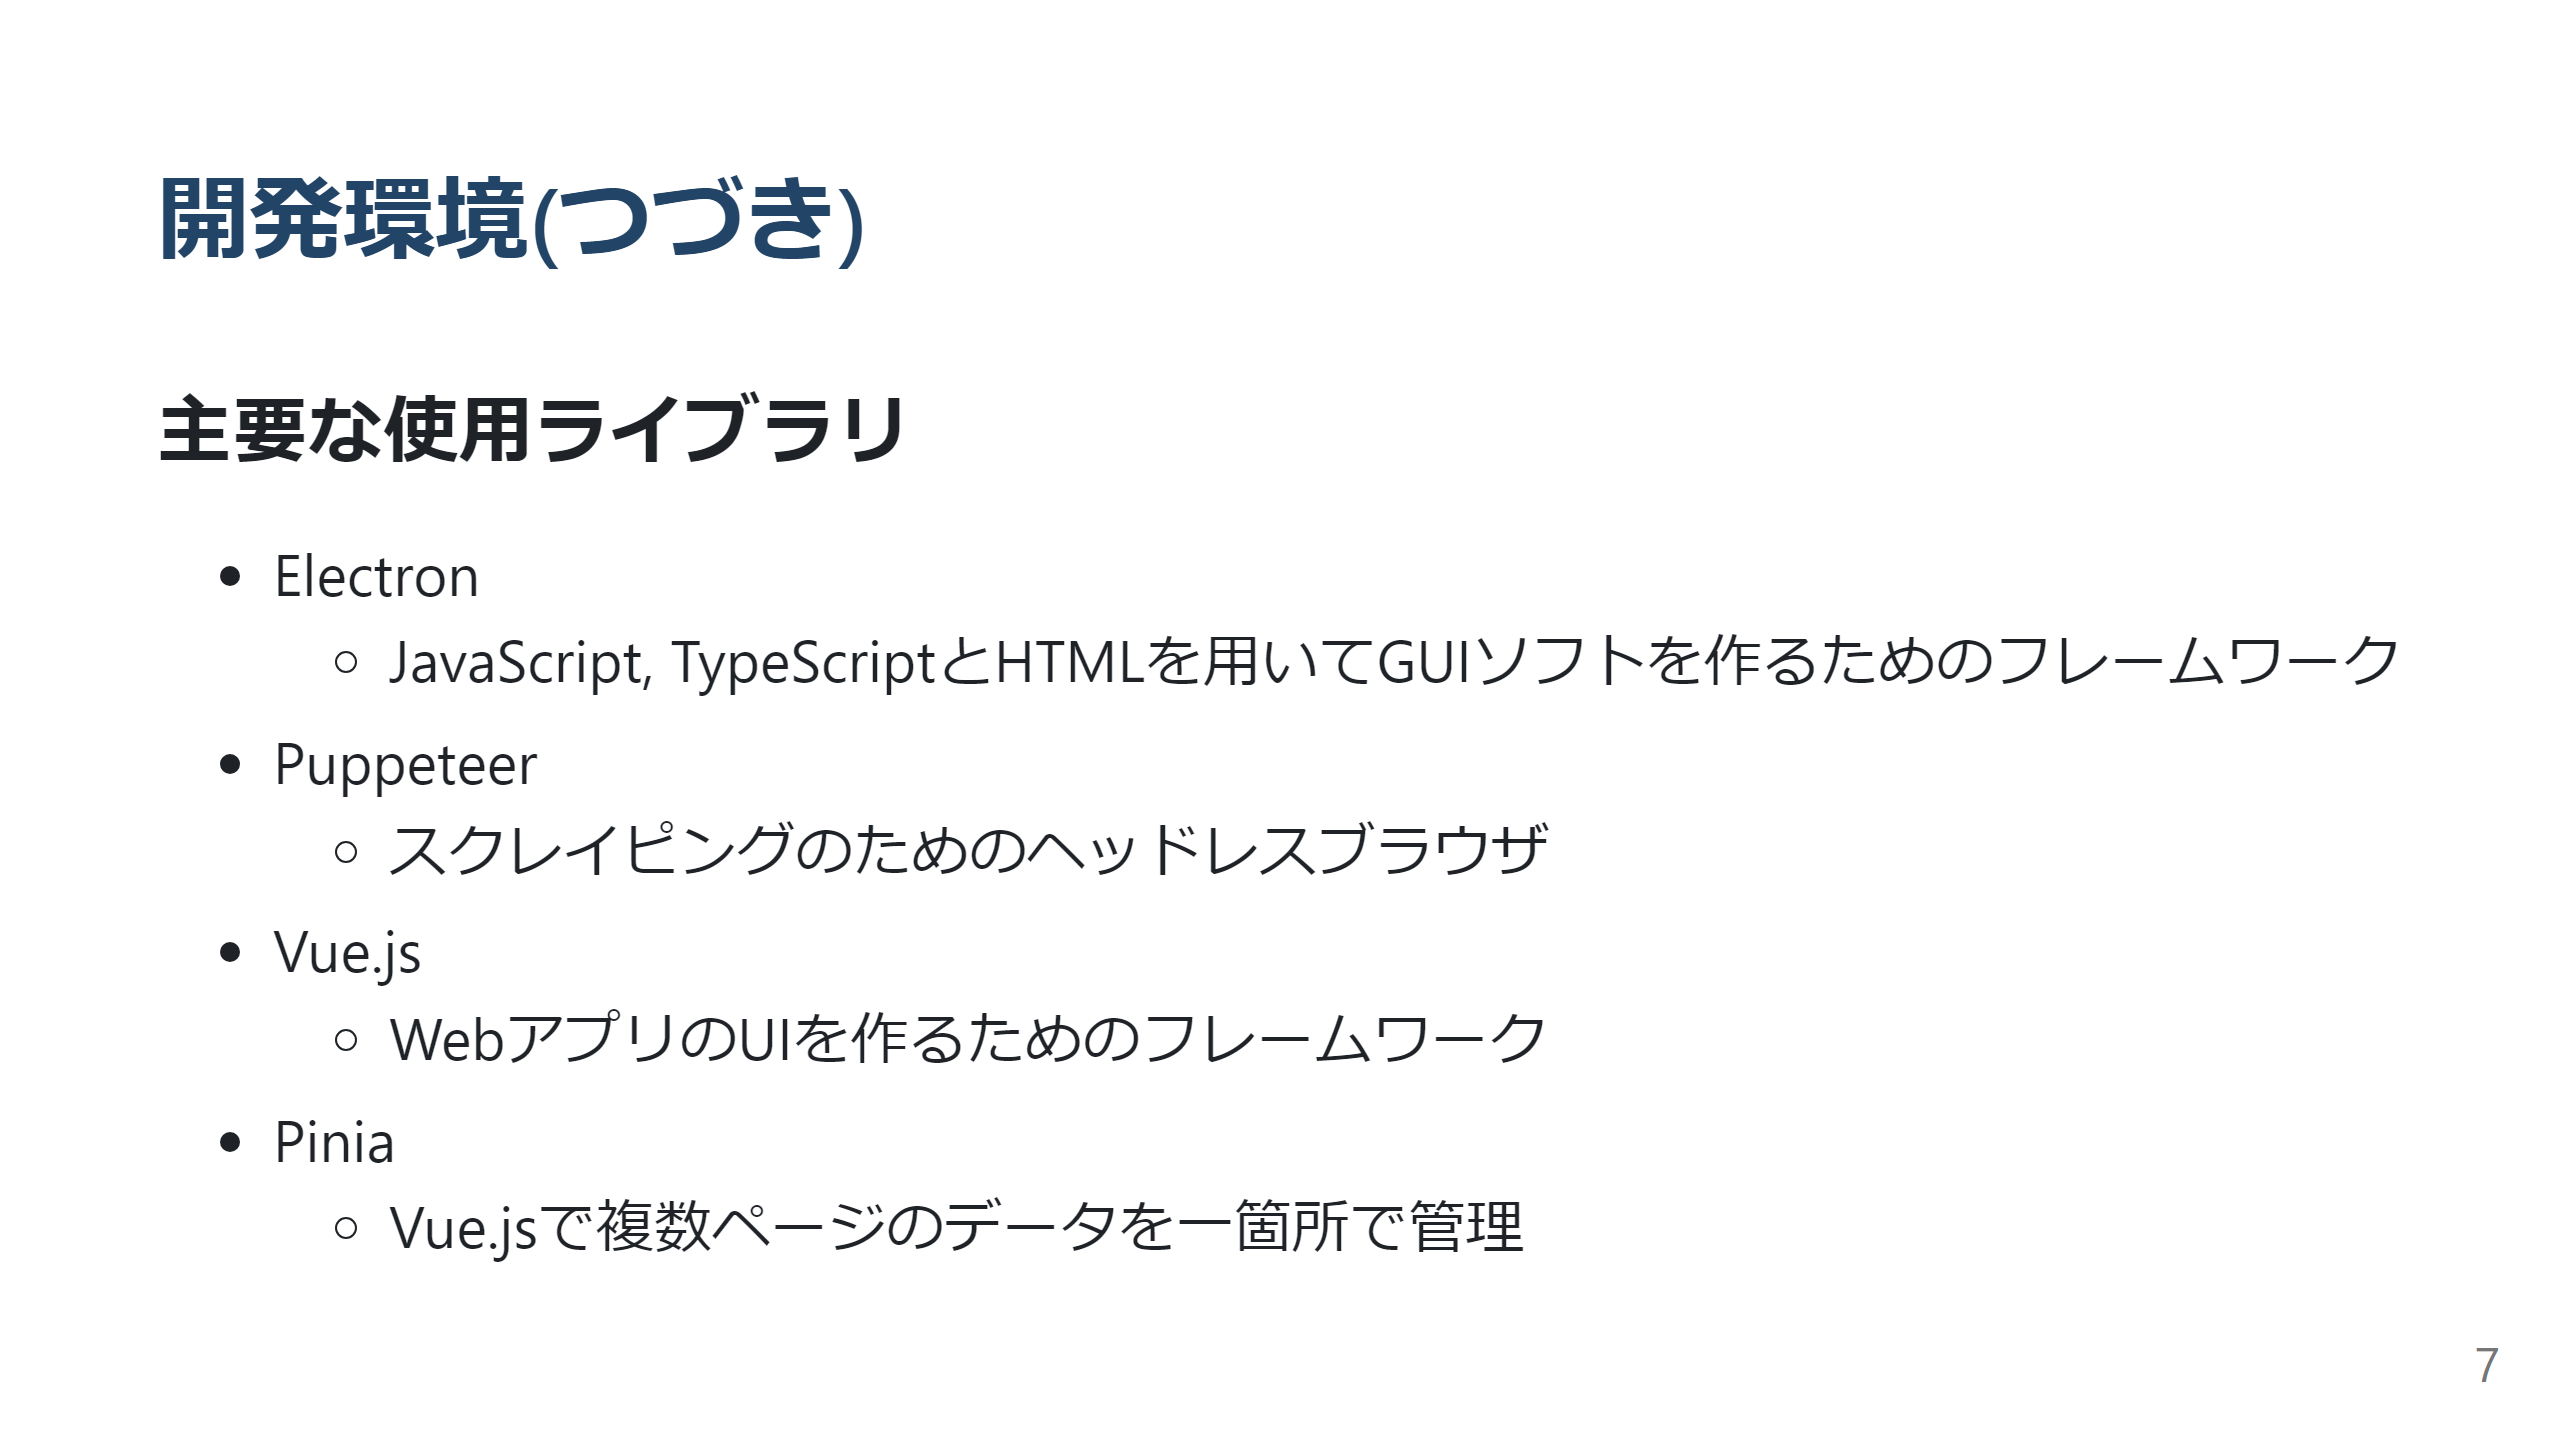 開発環境(つづき)
主要な使用ライブラリ
Electron
JavaScript, TypeScriptとHTMLを用いてGUIソフトを作るためのフレームワーク
Puppeteer
スクレイピングのためのヘッドレスブラウザ
Vue.js
WebアプリのUIを作るためのフレームワーク
Pinia
Vue.jsで複数ページのデータを一箇所で管理
7